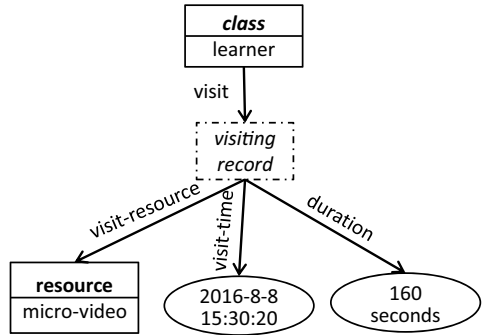 class
learner
visit
visiting
record
visit-resource
visit-time
duration
resource
micro-video
2016-8-8
15:30:20
160
seconds